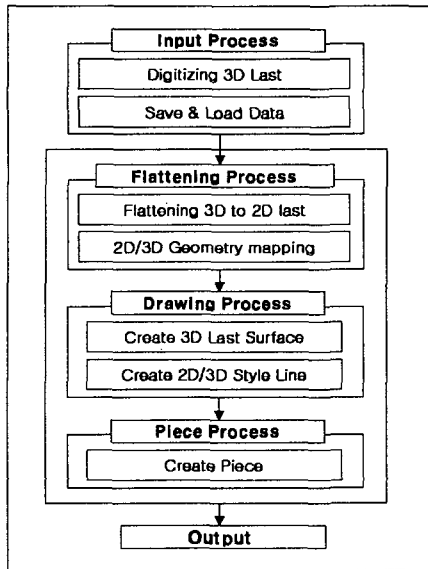 Input Process
Digitizing 3D Last
Save & Load Data
Flattening Process
Flattening 3D to 2D last
2D/3D Geometry mapping
Drawing Process
Create 3D Last Surface
Create 2D/3D Style Line
Piece Process
Create Piece
Output